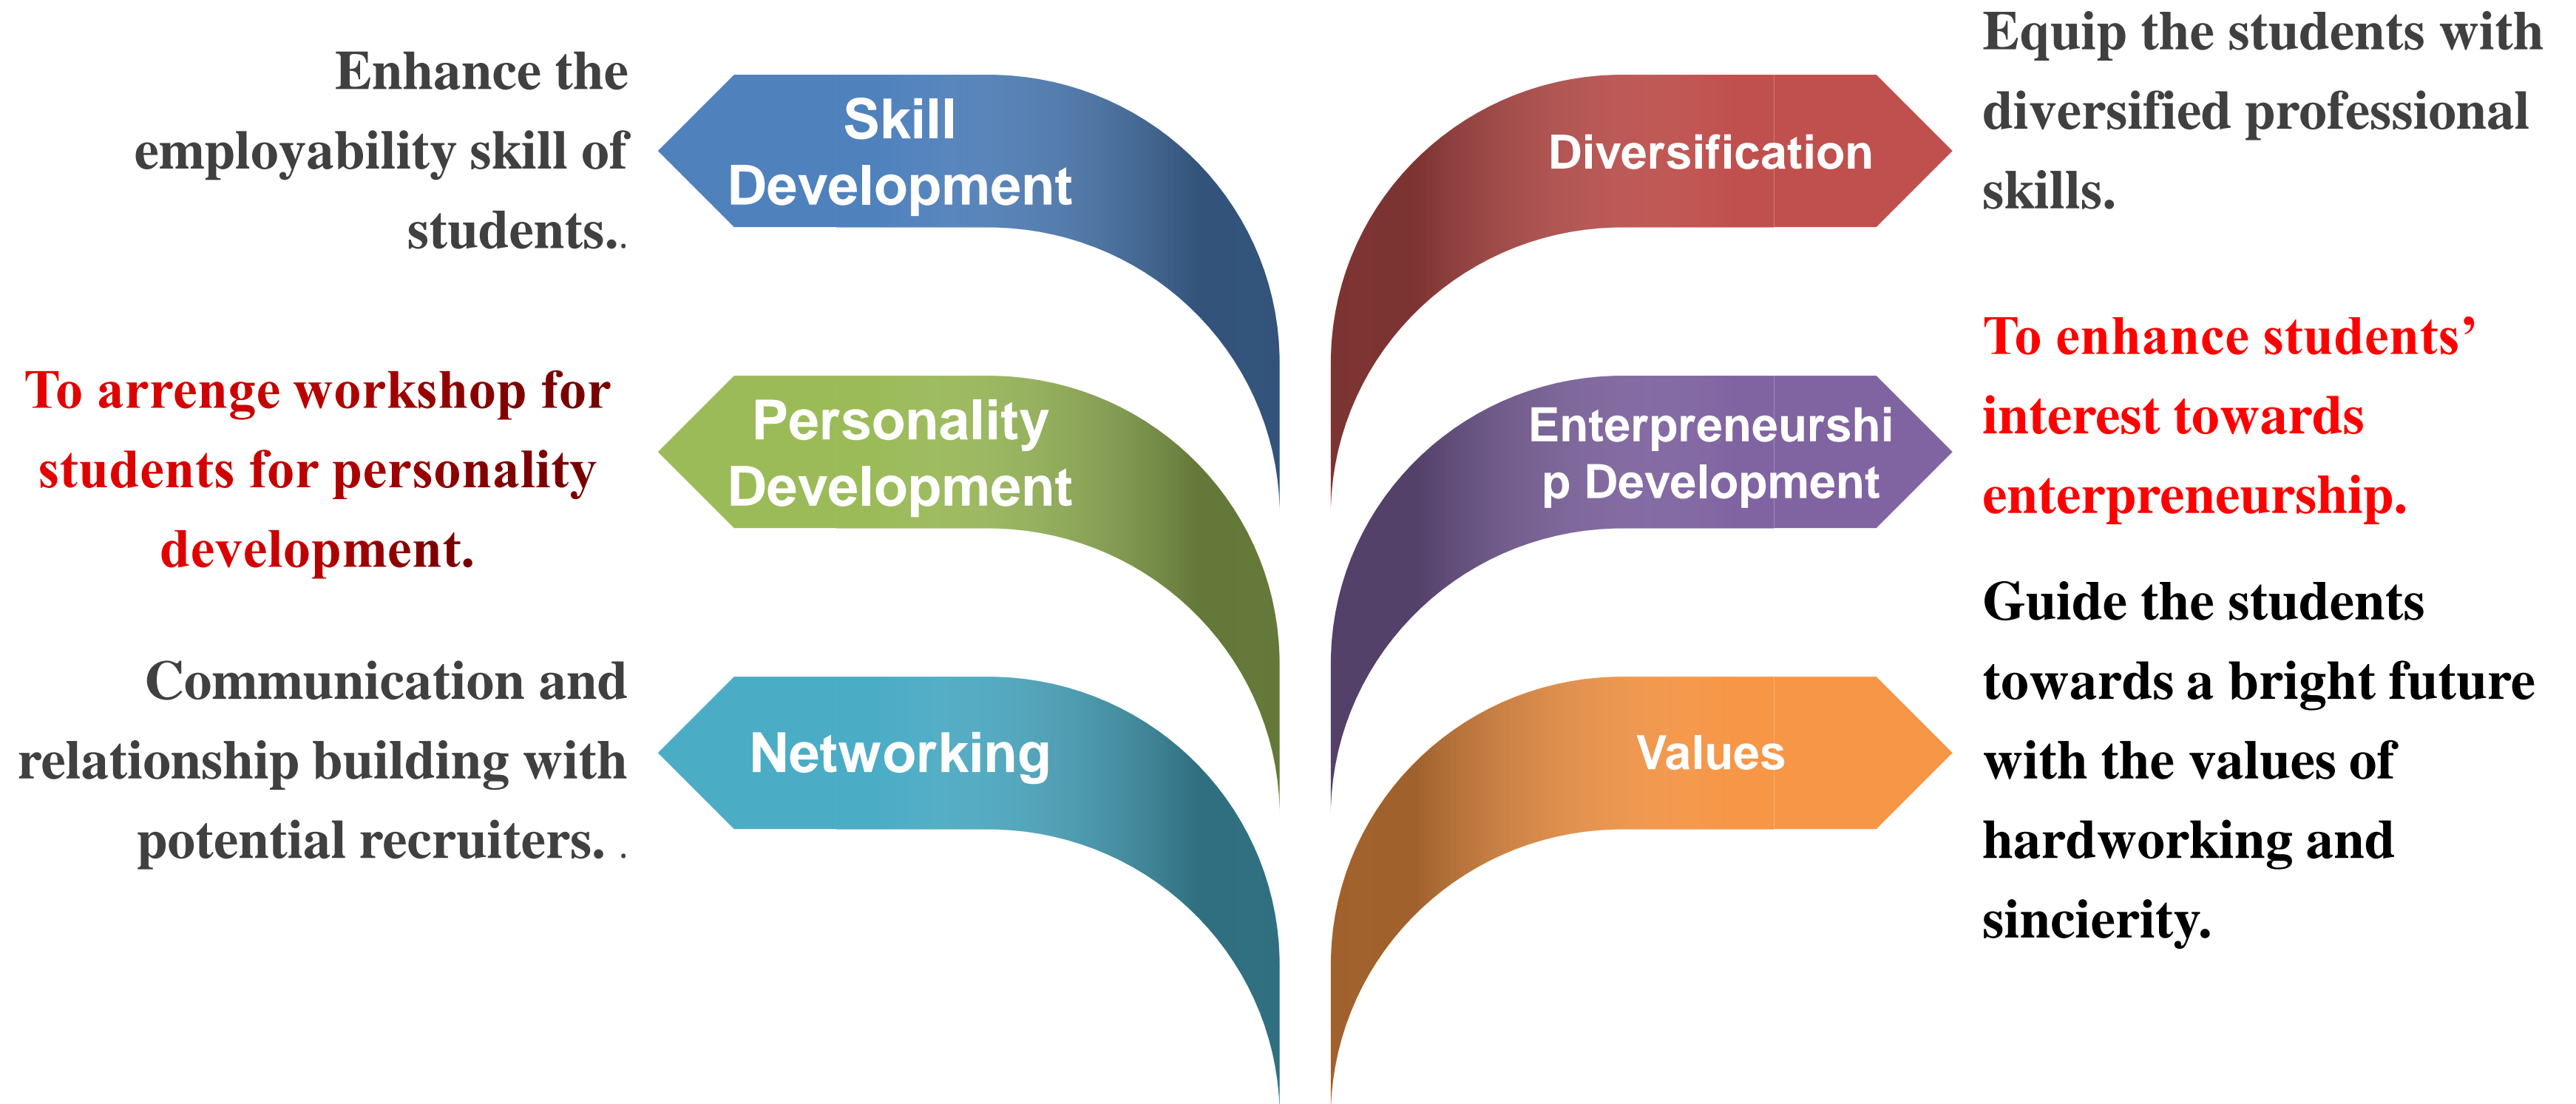 Enhance the
employability skill of
students..
Skill
Development
To arrenge workshop for
students for personality
development.
Personality
Development
Communication and
relationship building with
potential recruiters. .
Networking
Diversification
Equip the students with
diversified professional
skills.
Enterpreneurshi
p Development
To enhance students’
interest towards
enterpreneurship.
Values
Guide the students
towards a bright future
with the values of
hardworking and
sincierity.